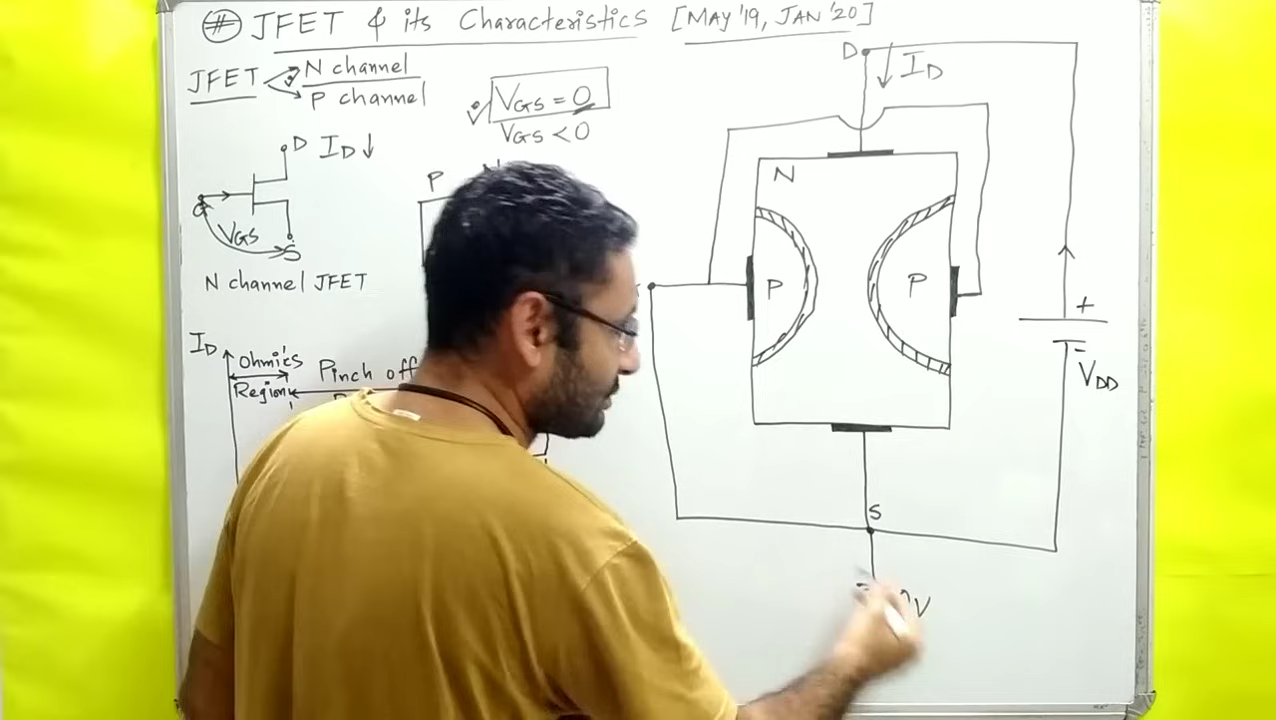 # JFET & its Characteristics [MAY '19, JAN '20]
JFET
N channel
P channel
VGS = 0
VGS < 0
D ID↓
VGS
S
N channel JFET
P
ID
Ohmic's
Region
Pinch off
D
ID
N
P
P
+
-
VDD
S